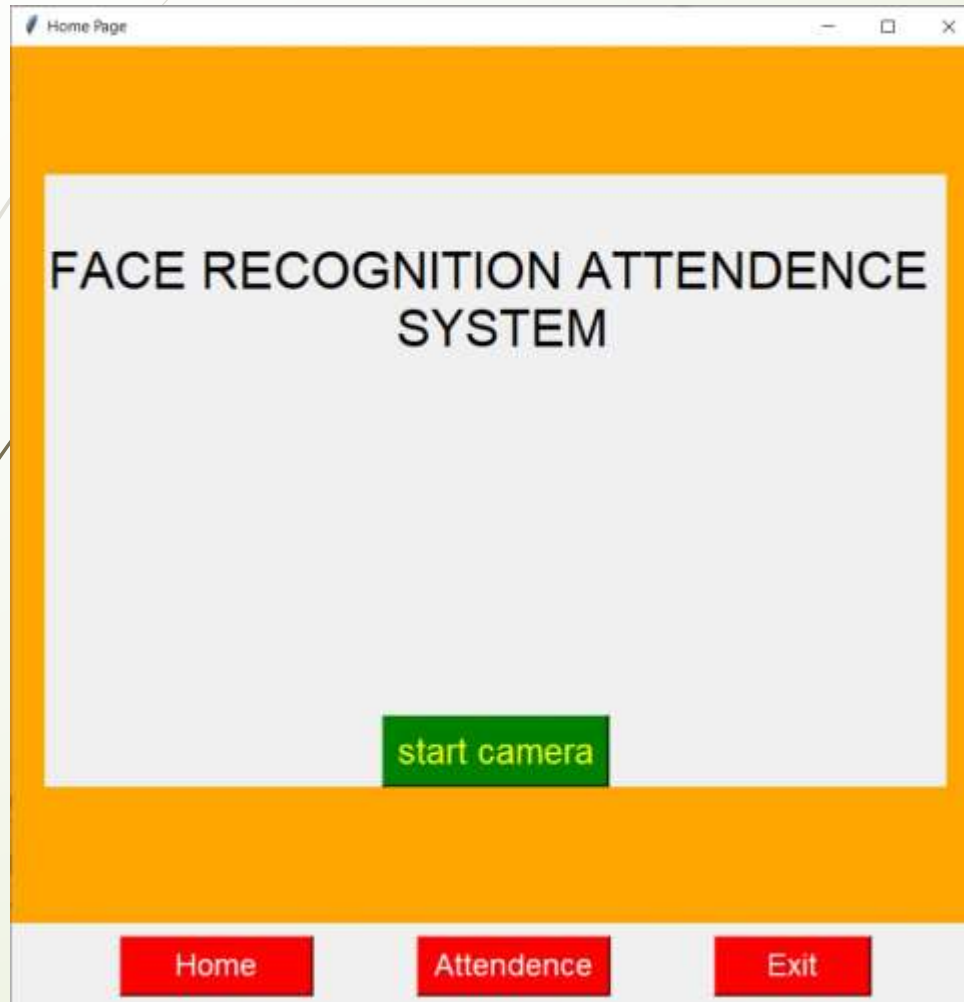 Home Page
FACE RECOGNITION ATTENDENCE
SYSTEM
start camera
Home
Attendence
Exit